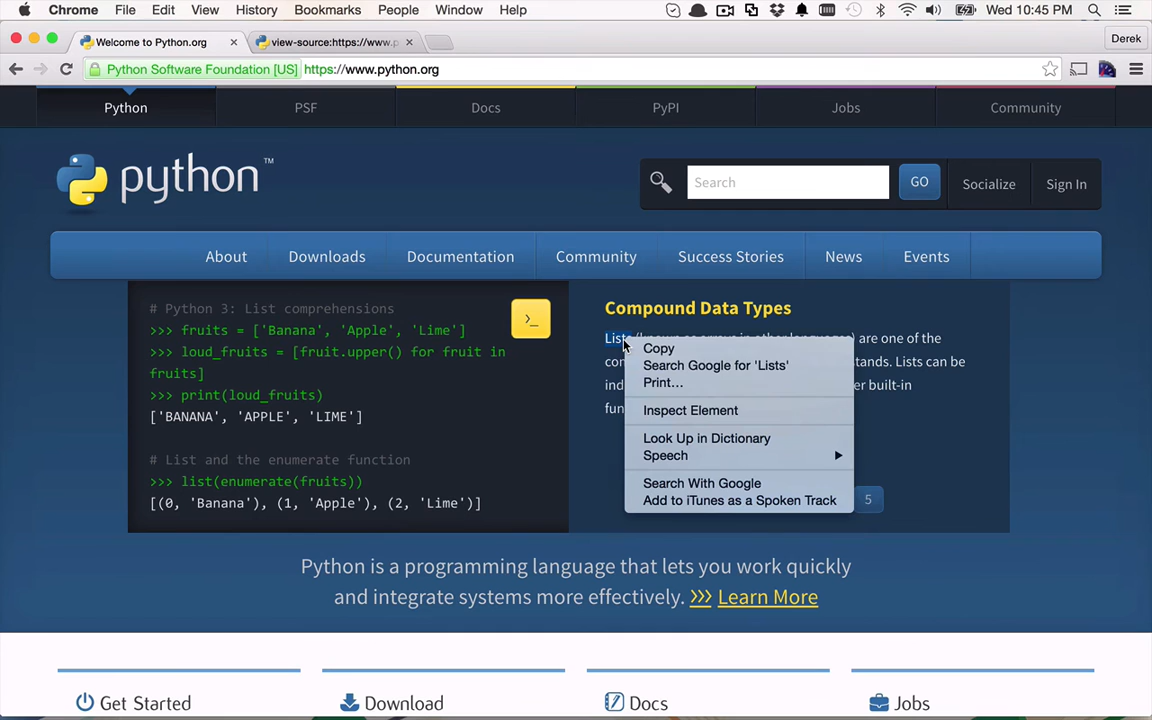 Chrome File Edit View History Bookmarks People Window Help Wed 10:45 PM
Welcome to Python.org view-source:https://www.p Derek
Python Software Foundation [US] https://www.python.org
Python PSF Docs PyPI Jobs Community
python™
Search GO Socialize Sign In
About Downloads Documentation Community Success Stories News Events
# Python 3: List comprehensions
>>> fruits = ['Banana', 'Apple', 'Lime']
>>> loud_fruits = [fruit.upper() for fruit in
fruits]
>>> print(loud_fruits)
['BANANA', 'APPLE', 'LIME']
# List and the enumerate function
>>> list(enumerate(fruits))
[(0, 'Banana'), (1, 'Apple'), (2, 'Lime')]
>_
Compound Data Types
Lists are one of the
stands. Lists can be
ind er built-in
fun
Copy
Search Google for 'Lists'
Print…
Inspect Element
Look Up in Dictionary
Speech
Search With Google
Add to iTunes as a Spoken Track
5
Python is a programming language that lets you work quickly
and integrate systems more effectively. >>> Learn More
Get Started Download Docs Jobs